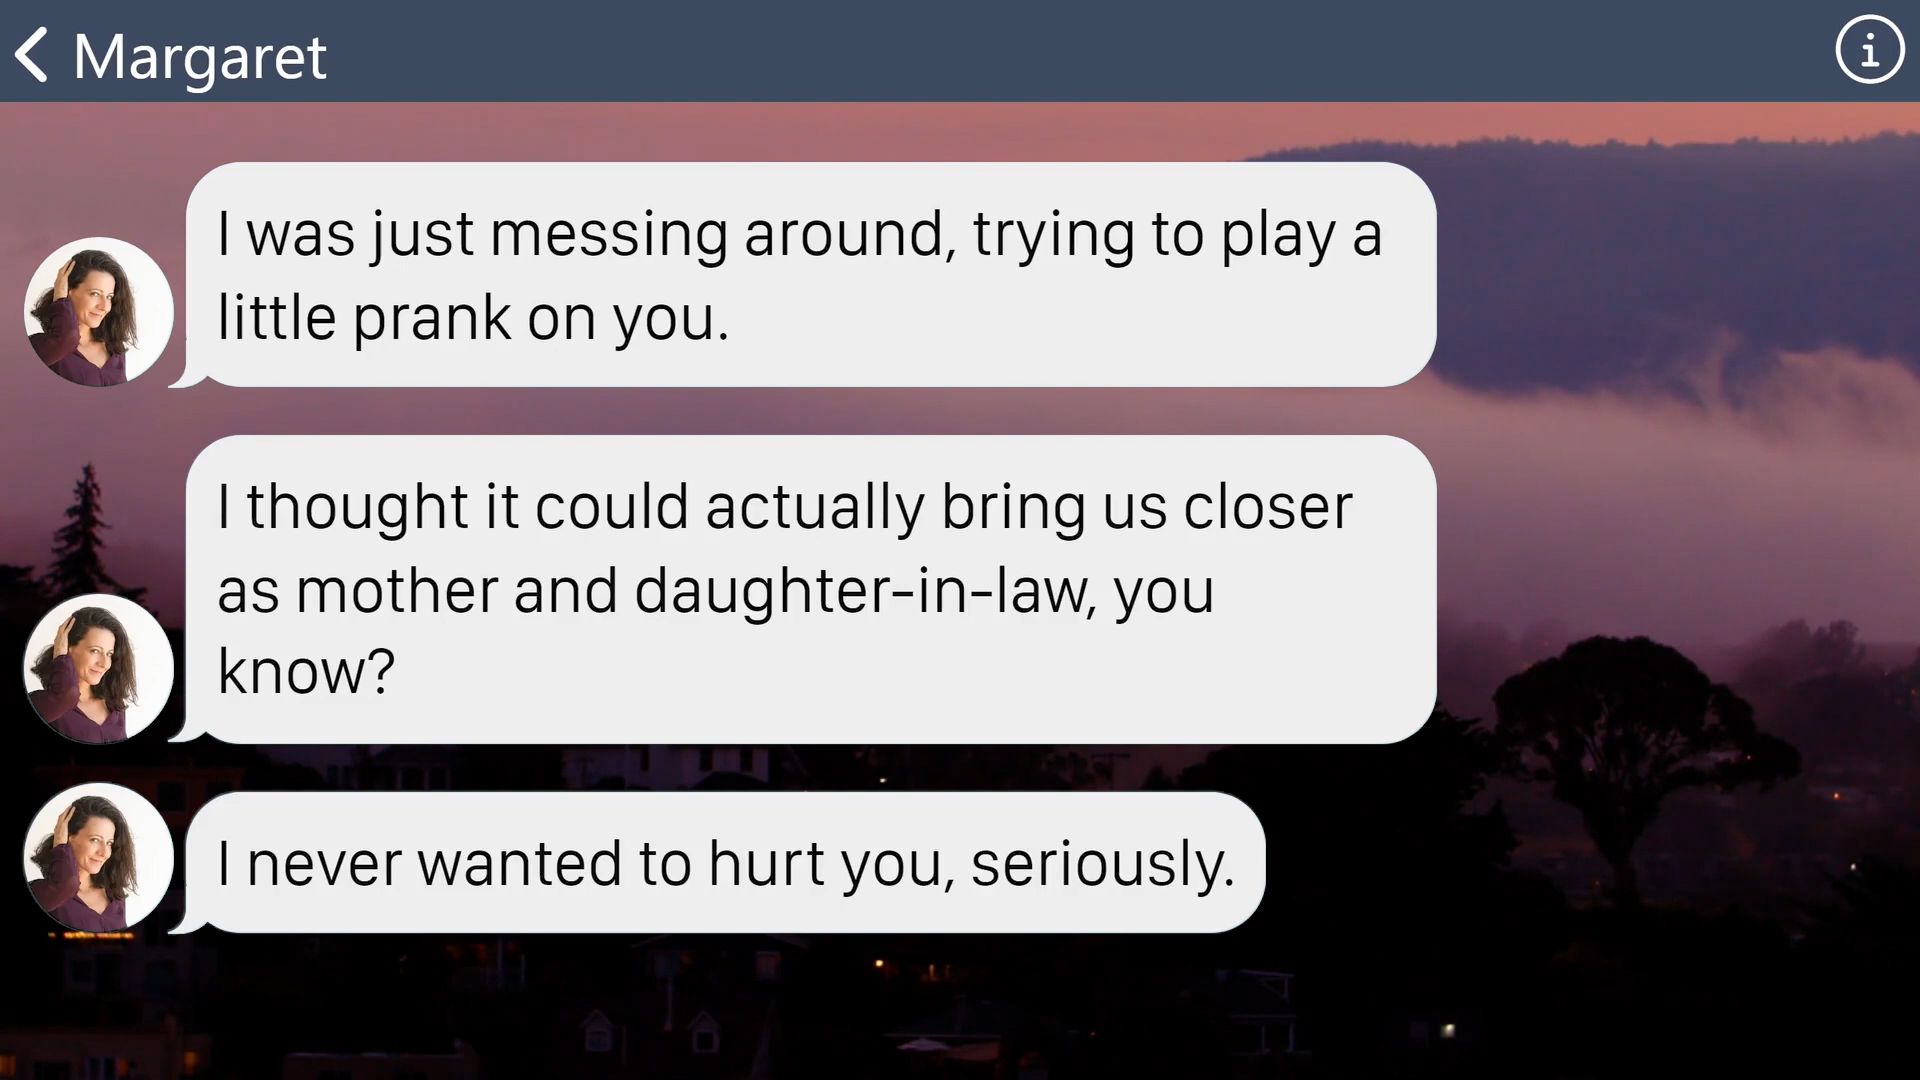 Margaret
I was just messing around, trying to play a
little prank on you.
I thought it could actually bring us closer
as mother and daughter-in-law, you
know?
I never wanted to hurt you, seriously.